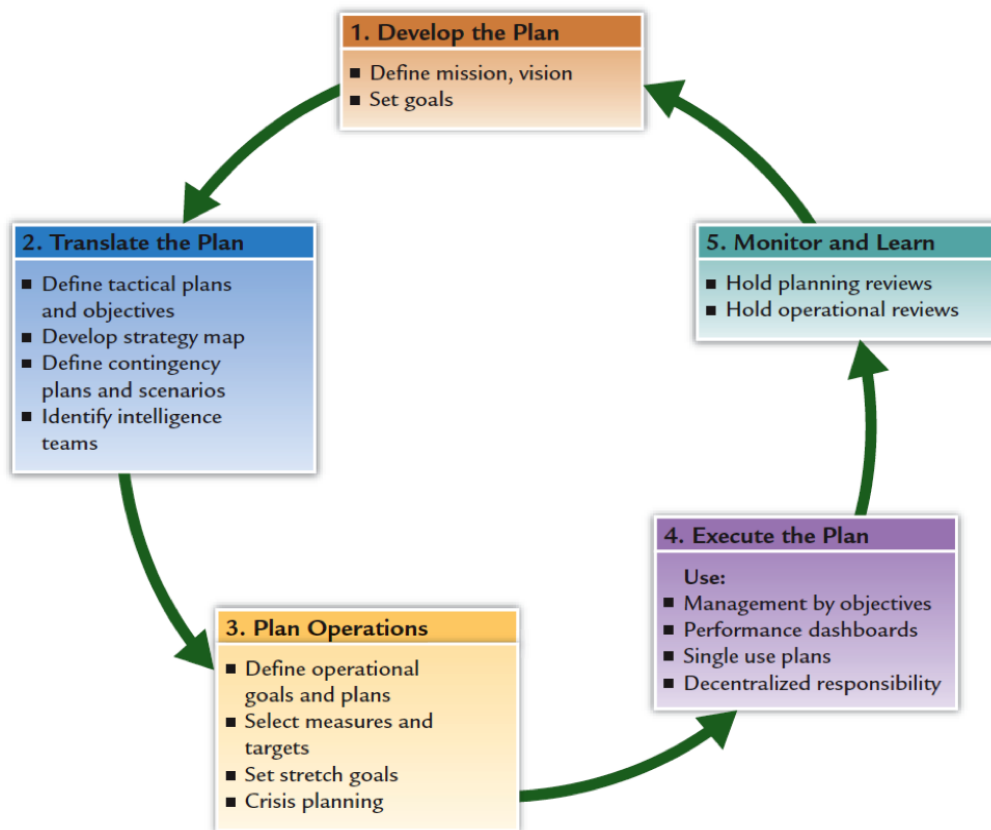 1. Develop the Plan
■ Define mission, vision
■ Set goals
2. Translate the Plan
■ Define tactical plans
and objectives
■ Develop strategy map
■ Define contingency
plans and scenarios
■ Identify intelligence
teams
3. Plan Operations
■ Define operational
goals and plans
■ Select measures and
targets
■ Set stretch goals
■ Crisis planning
4. Execute the Plan
Use:
■ Management by objectives
■ Performance dashboards
■ Single use plans
■ Decentralized responsibility
5. Monitor and Learn
■ Hold planning reviews
■ Hold operational reviews